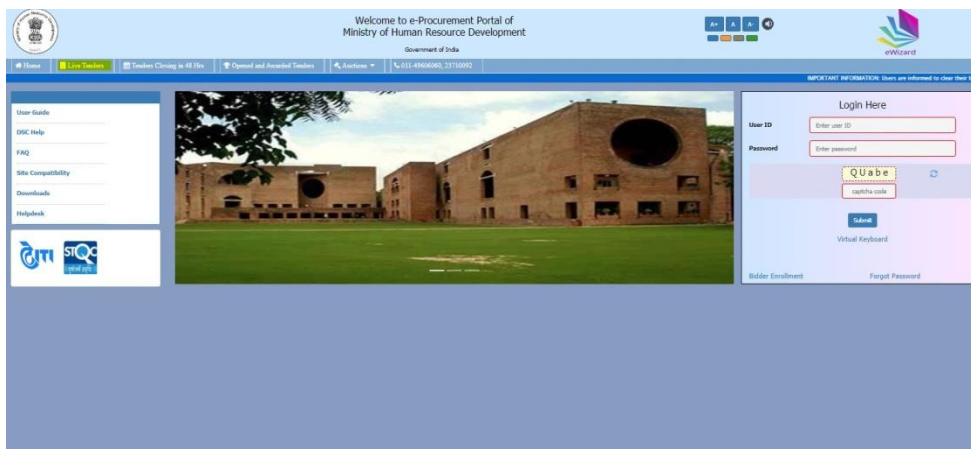 Welcome to e-Procurement Portal of
Ministry of Human Resource Development
Government of India
A+ A A-
eWizard
Home Live Tenders Tenders Closing in 48 Hrs Opened and Awarded Tenders Auctions 011-49606060, 23710092
IMPORTANT INFORMATION: Users are informed to clear their
User Guide
DSC Help
FAQ
Site Compatibility
Downloads
Helpdesk
ITI STQC
Login Here
User ID Enter user ID
Password Enter password
QUabe
captcha code
Submit
Virtual Keyboard
Bidder Enrollment Forgot Password